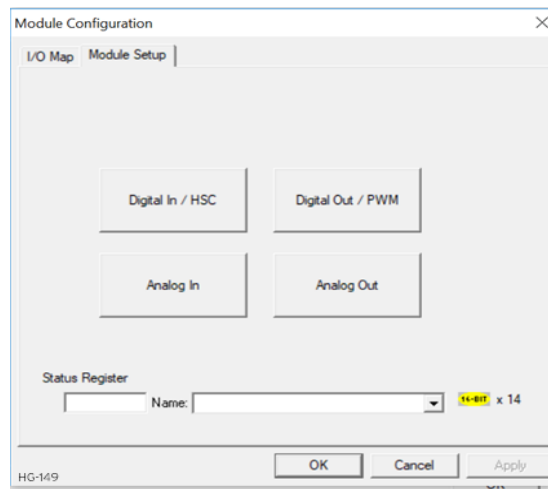 Module Configuration
I/O Map Module Setup
Digital In / HSC Digital Out / PWM
Analog In Analog Out
Status Register
Name: 16-BIT x 14
OK Cancel Apply
HG-149